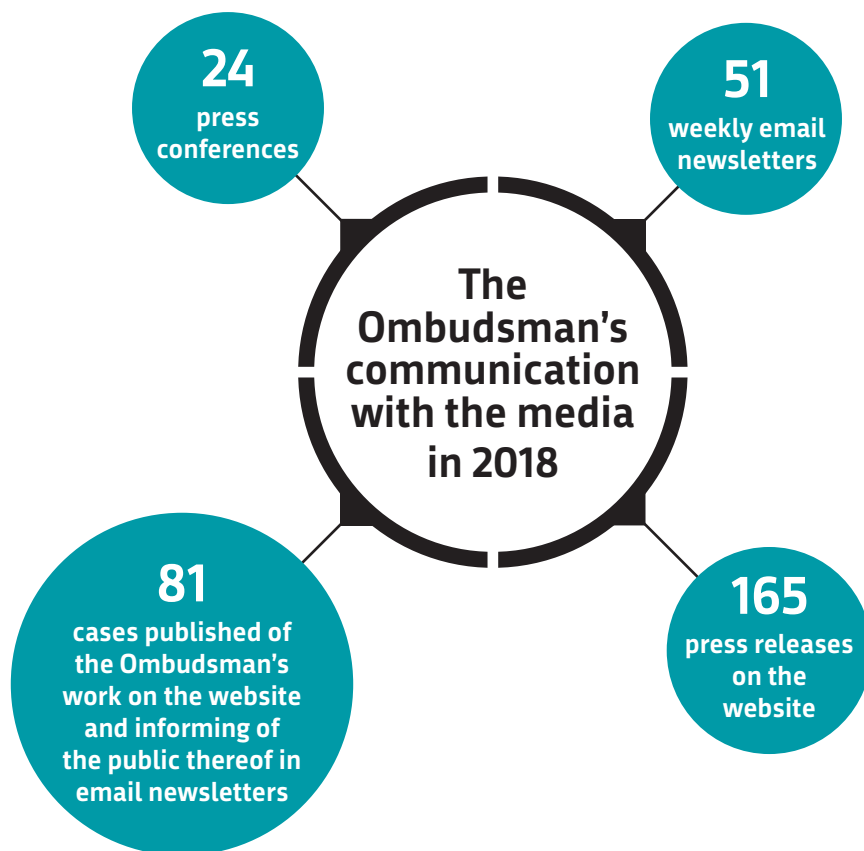 24
press
conferences
51
weekly email
newsletters
The
Ombudsman’s
communication
with the media
in 2018
81
cases published of
the Ombudsman’s
work on the website
and informing of
the public thereof in
email newsletters
165
press releases
on the
website